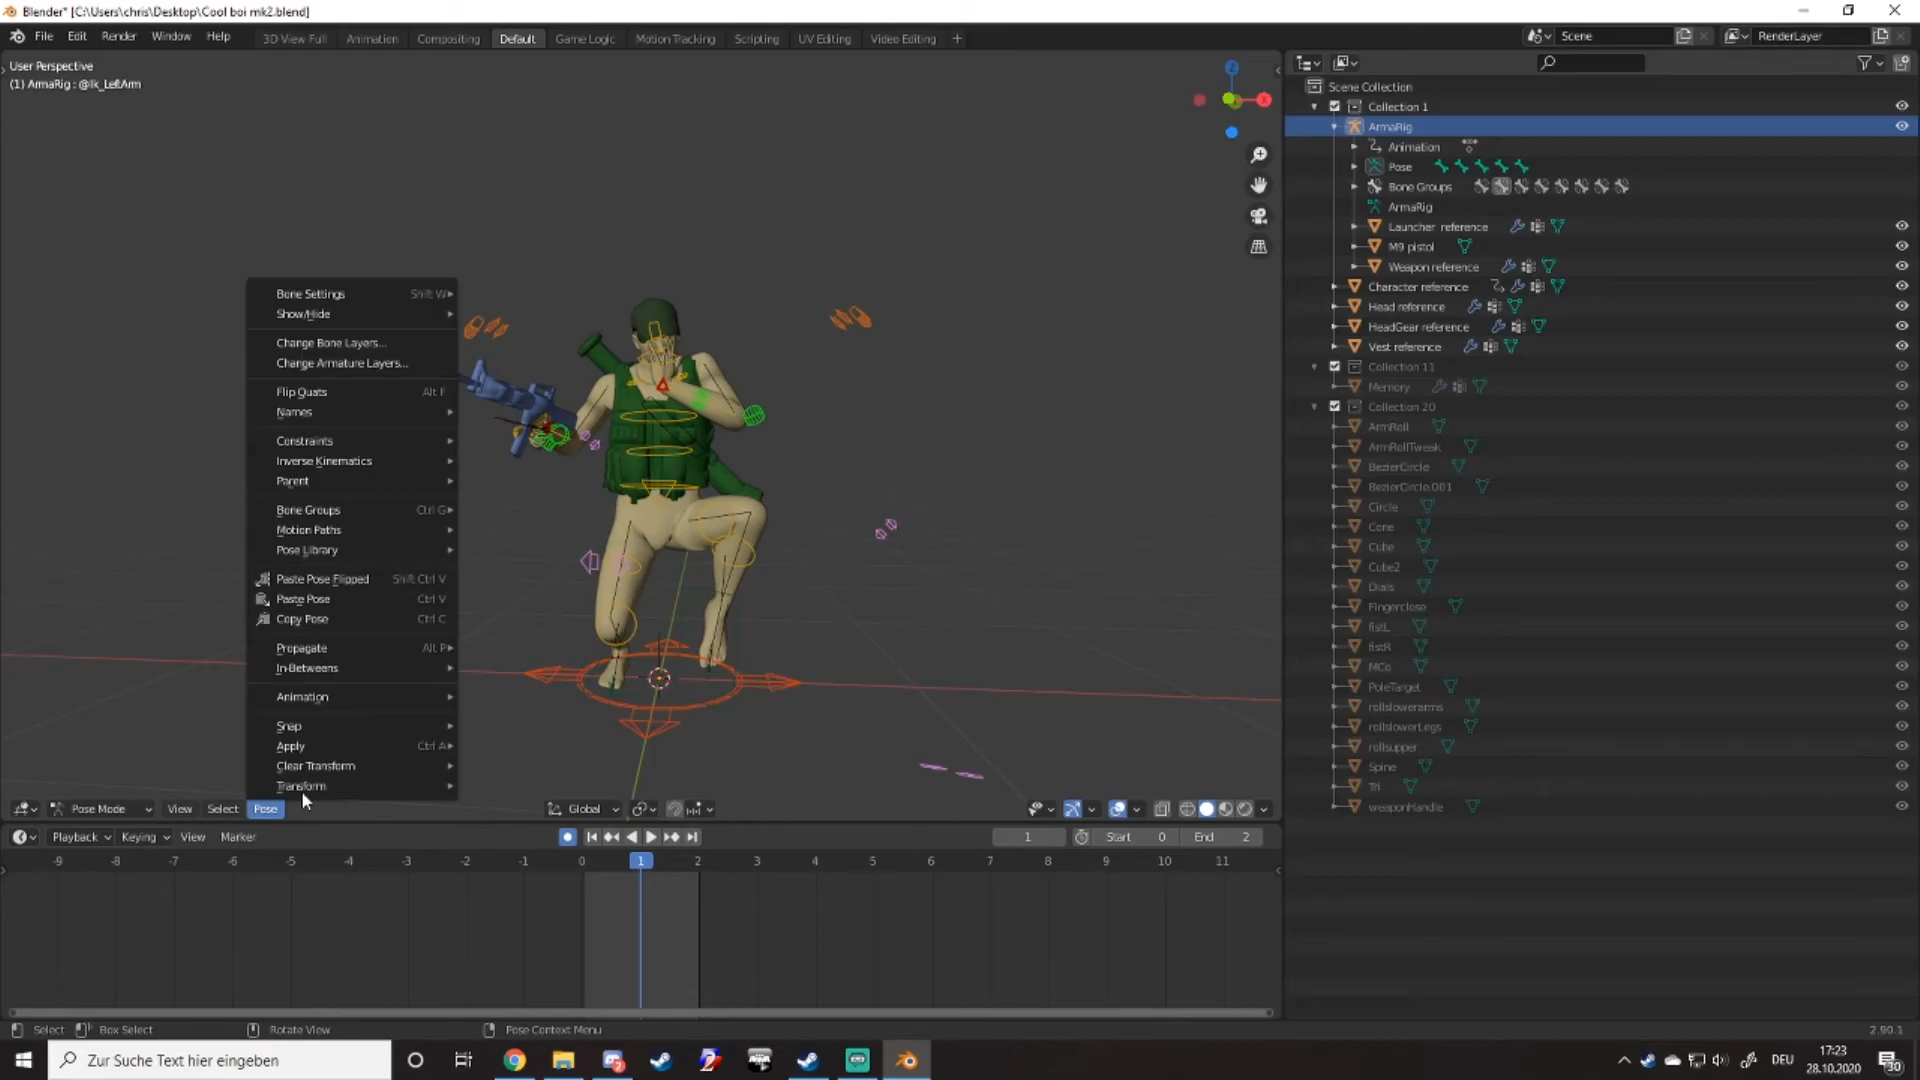 Blender* [C:\Users\chris\Desktop\Cool boi mk2.blend]
File Edit Render Window Help
3D View Full Animation Compositing Default Game Logic Motion Tracking Scripting UV Editing Video Editing +
Scene
RenderLayer
User Perspective
(1) ArmaRig : @Ik_LeftArm
Bone Settings Shift W
Show/Hide
Change Bone Layers...
Change Armature Layers...
Flip Quats Alt F
Names
Constraints
Inverse Kinematics
Parent
Bone Groups Ctrl G
Motion Paths
Pose Library
Paste Pose Flipped Shift Ctrl V
Paste Pose Ctrl V
Copy Pose Ctrl C
Propagate Alt P
In-Betweens
Animation
Snap
Apply Ctrl A
Clear Transform
Transform
Pose Mode View Select Pose
Global
Scene Collection
Collection 1
ArmaRig
Animation
Pose
Bone Groups
ArmaRig
Launcher reference
M9 pistol
Weapon reference
Character reference
Head reference
HeadGear reference
Vest reference
Collection 11
Memory
Collection 20
ArmRoll
ArmRollTweak
BezierCircle
BezierCircle.001
Circle
Cone
Cube
Cube2
Dials
Fingerclose
fistL
fistR
MCo
PoleTarget
rollslowerarms
rollslowerLegs
rollsupper
Spine
Tri
weaponHandle
Playback Keying View Marker
1 Start 0 End 2
-9 -8 -7 -6 -5 -4 -3 -2 -1 0 1 2 3 4 5 6 7 8 9 10 11
Select Box Select Rotate View Pose Context Menu 2.90.1
Zur Suche Text hier eingeben
DEU
17:23
28.10.2020
30